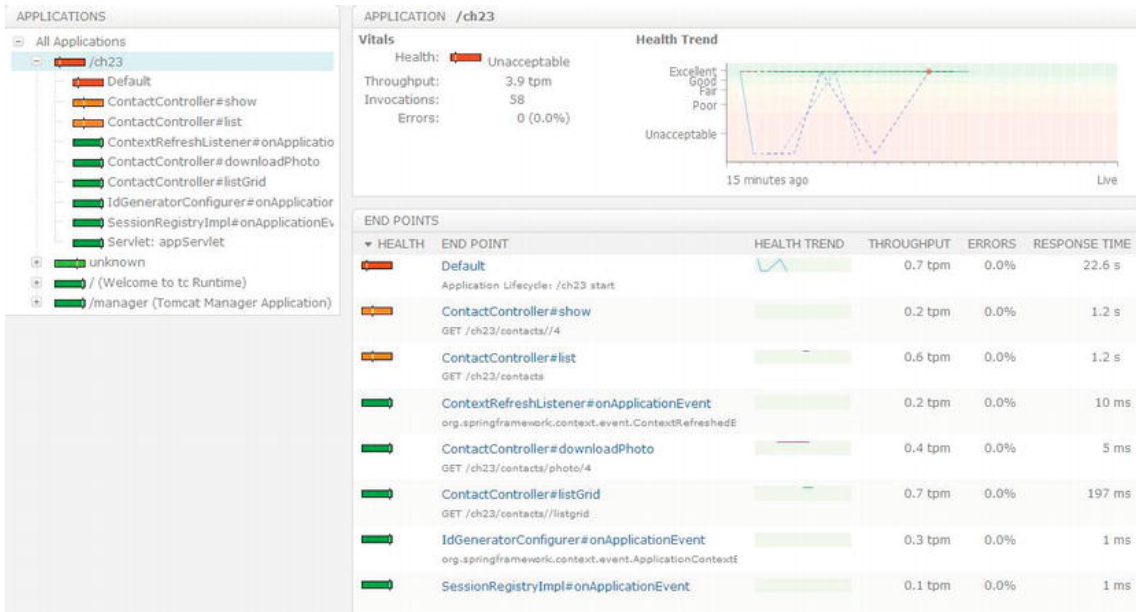 APPLICATIONS
All Applications
/ch23
Default
ContactController#show
ContactController#list
ContextRefreshListener#onApplicatio
ContactController#downloadPhoto
ContactController#listGrid
IdGeneratorConfigurer#onApplication
SessionRegistryImpl#onApplicationEv
Servlet: appServlet
unknown
/ (Welcome to tc Runtime)
/manager (Tomcat Manager Application)
APPLICATION /ch23
Vitals
Health: Unacceptable
Throughput: 3.9 tpm
Invocations: 58
Errors: 0 (0.0%)
Health Trend
Excellent
Good
Fair
Poor
Unacceptable
15 minutes ago Live
END POINTS
HEALTH END POINT HEALTH TREND THROUGHPUT ERRORS RESPONSE TIME
Default 0.7 tpm 0.0% 22.6 s
Application Lifecycle: /ch23 start
ContactController#show 0.2 tpm 0.0% 1.2 s
GET /ch23/contacts//4
ContactController#list 0.6 tpm 0.0% 1.2 s
GET /ch23/contacts
ContextRefreshListener#onApplicationEvent 0.2 tpm 0.0% 10 ms
org.springframework.context.event.ContextRefreshedE
ContactController#downloadPhoto 0.4 tpm 0.0% 5 ms
GET /ch23/contacts/photo/4
ContactController#listGrid 0.7 tpm 0.0% 197 ms
GET /ch23/contacts//listgrid
IdGeneratorConfigurer#onApplicationEvent 0.3 tpm 0.0% 1 ms
org.springframework.context.event.ApplicationContextE
SessionRegistryImpl#onApplicationEvent 0.1 tpm 0.0% 1 ms